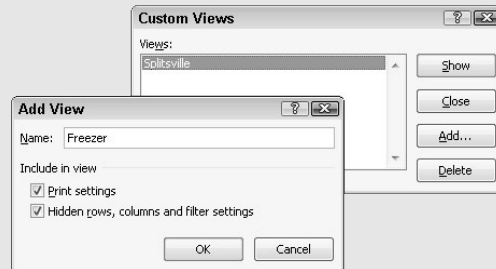 Custom Views
Views:
Splitsville
Show
Close
Add...
Delete
Add View
Name: Freezer
Include in view
Print settings
Hidden rows, columns and filter settings
OK Cancel